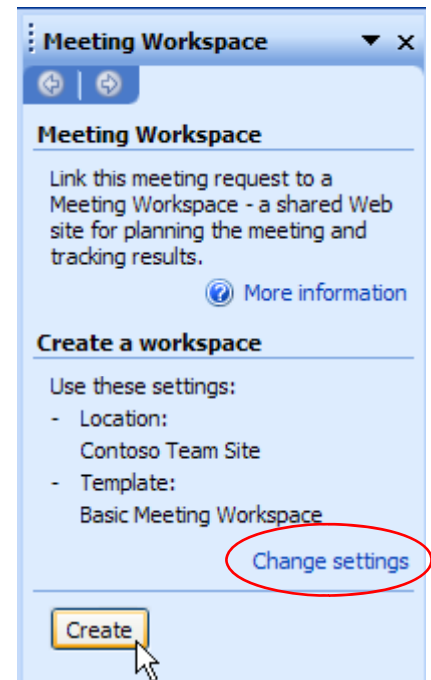 Meeting Workspace
Meeting Workspace
Link this meeting request to a
Meeting Workspace - a shared Web
site for planning the meeting and
tracking results.
More information
Create a workspace
Use these settings:
- Location:
Contoso Team Site
- Template:
Basic Meeting Workspace
Change settings
Create